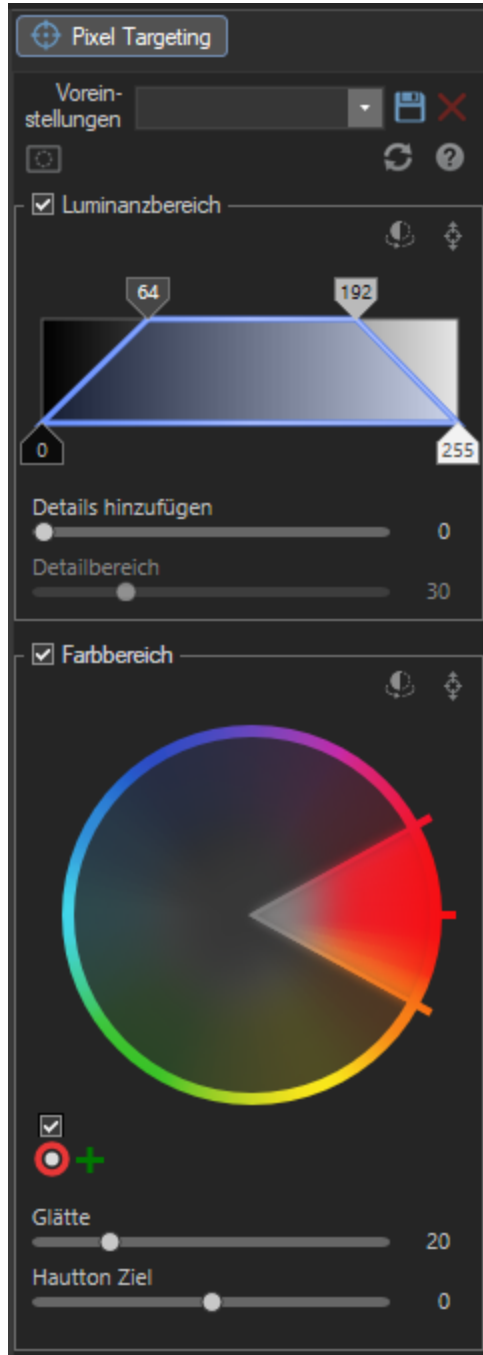 Pixel Targeting
Vorein-
stellungen
Luminanzbereich
64 192
0 255
Details hinzufügen
0
Detailbereich
30
Farbbereich
Glätte
20
Hautton Ziel
0